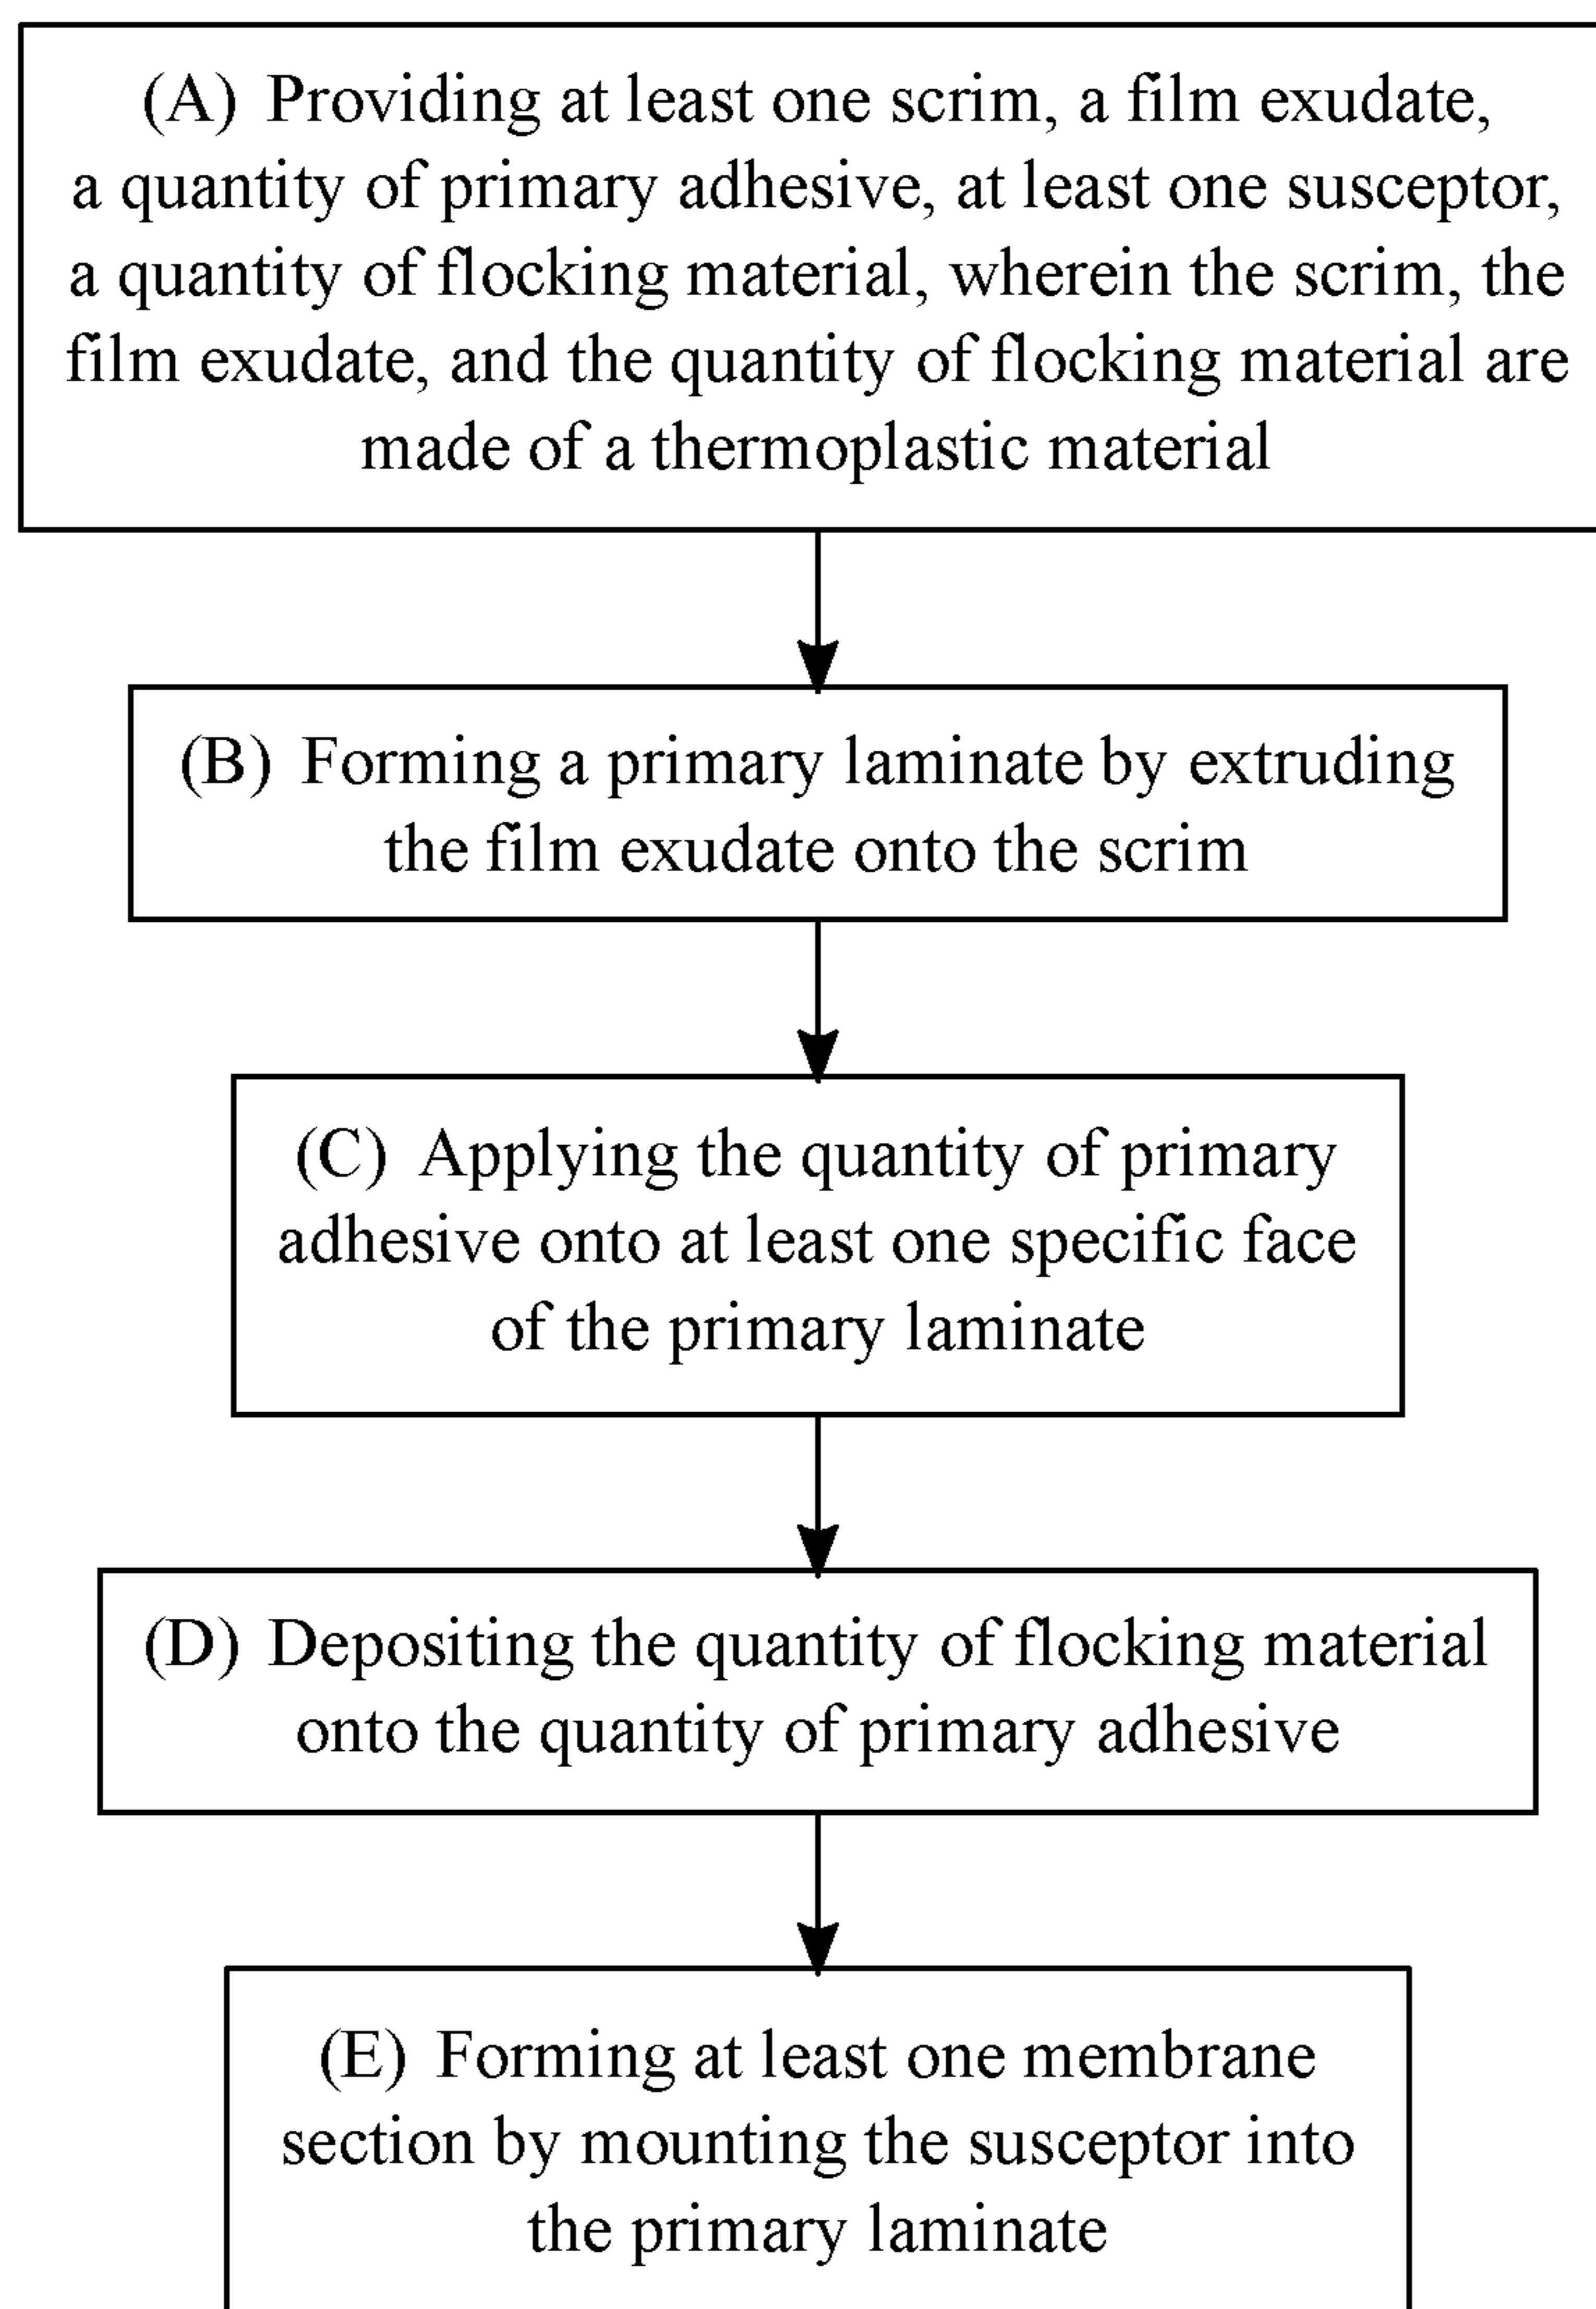 (A) Providing at least one scrim, a film exudate,
a quantity of primary adhesive, at least one susceptor,
a quantity of flocking material, wherein the scrim, the
film exudate, and the quantity of flocking material are
made of a thermoplastic material
(B) Forming a primary laminate by extruding
the film exudate onto the scrim
(C) Applying the quantity of primary
adhesive onto at least one specific face
of the primary laminate
(D) Depositing the quantity of flocking material
onto the quantity of primary adhesive
(E) Forming at least one membrane
section by mounting the susceptor into
the primary laminate